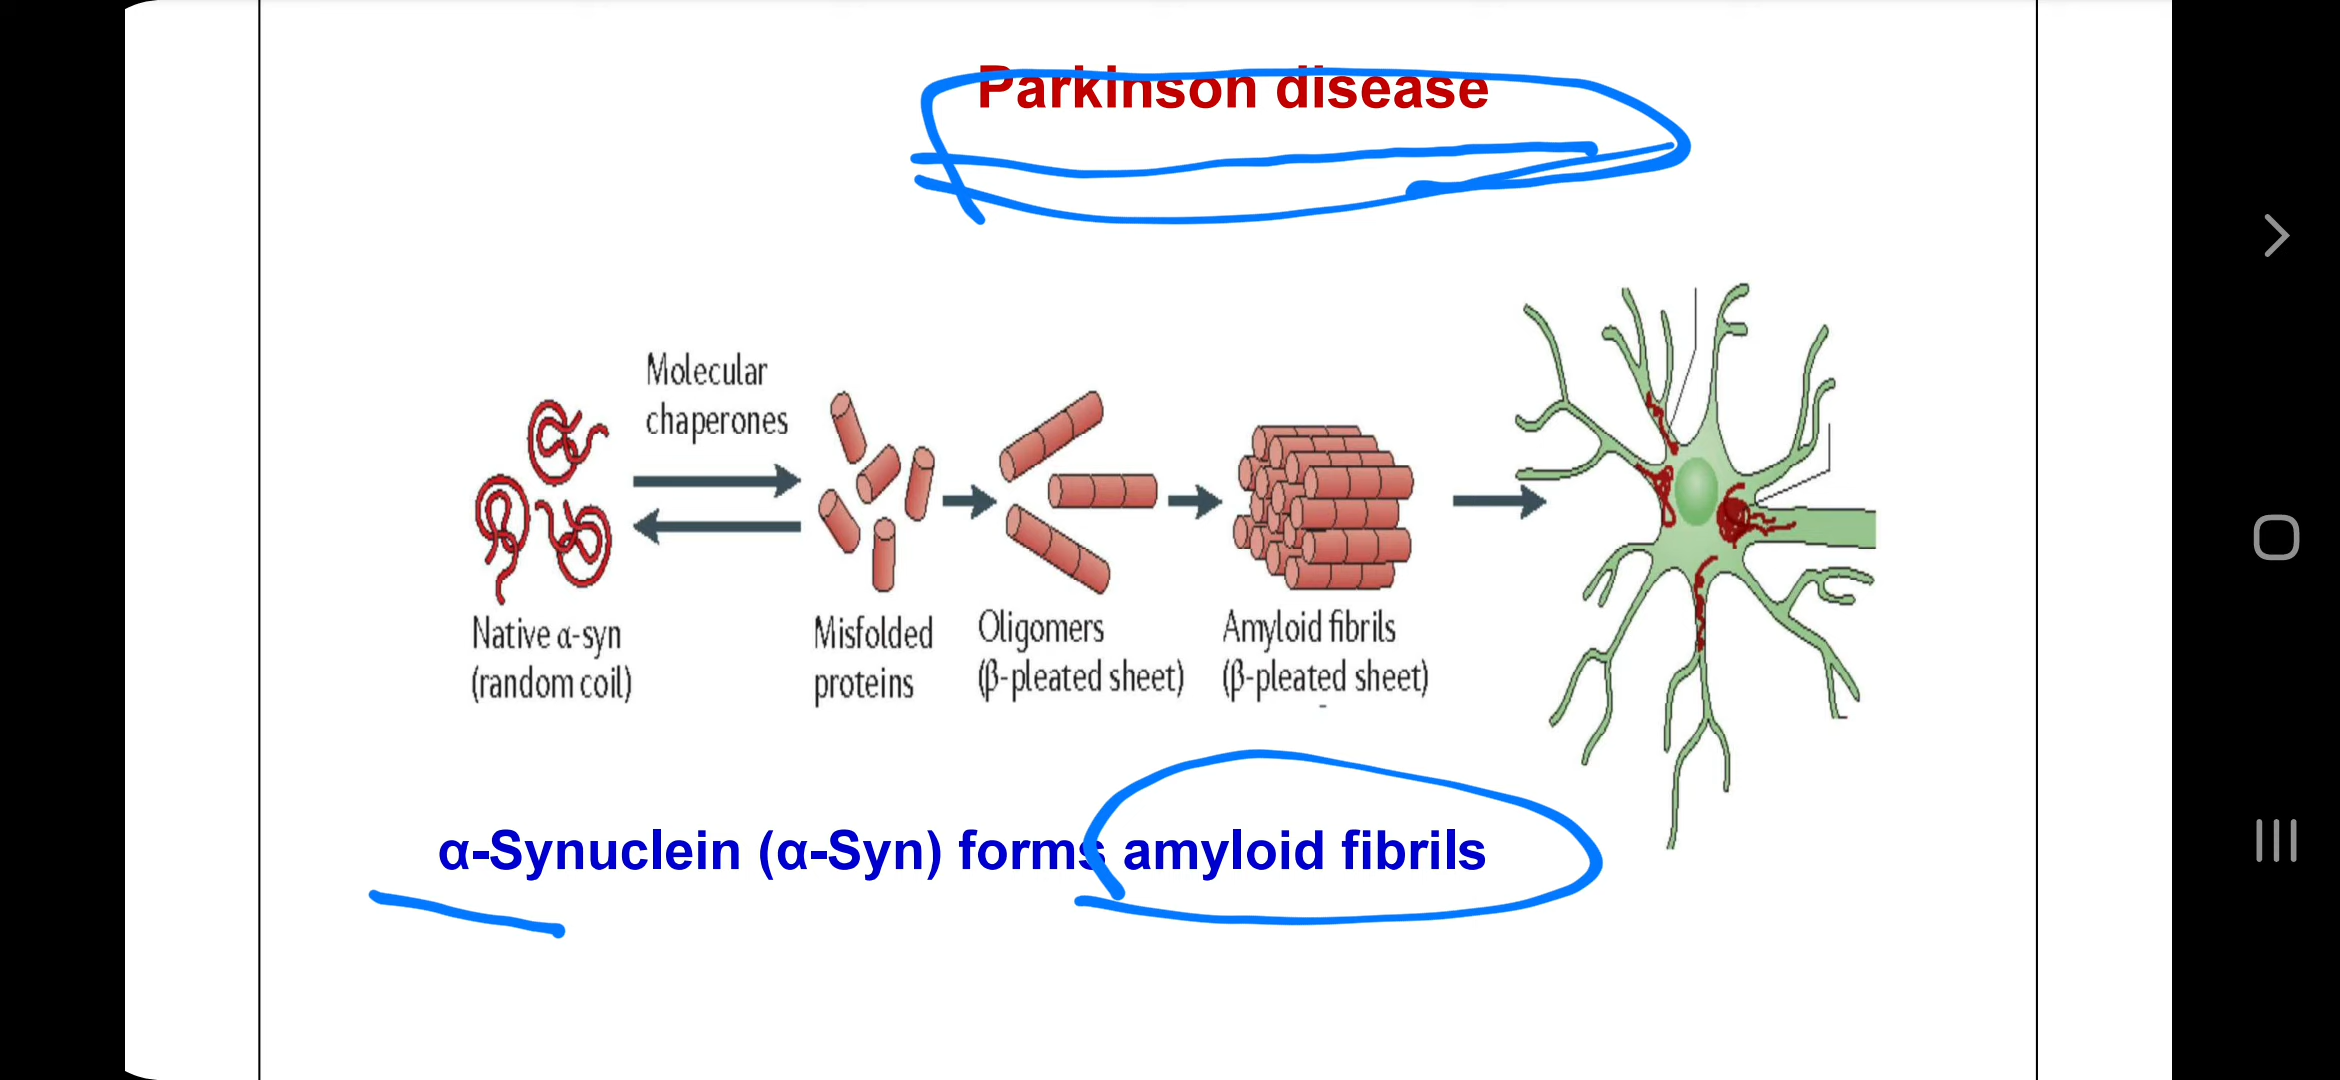 Parkinson disease
Molecular
chaperones
Native α-syn
(random coil)
Misfolded
proteins
Oligomers
(β-pleated sheet)
Amyloid fibrils
(β-pleated sheet)
α-Synuclein (α-Syn) forms amyloid fibrils